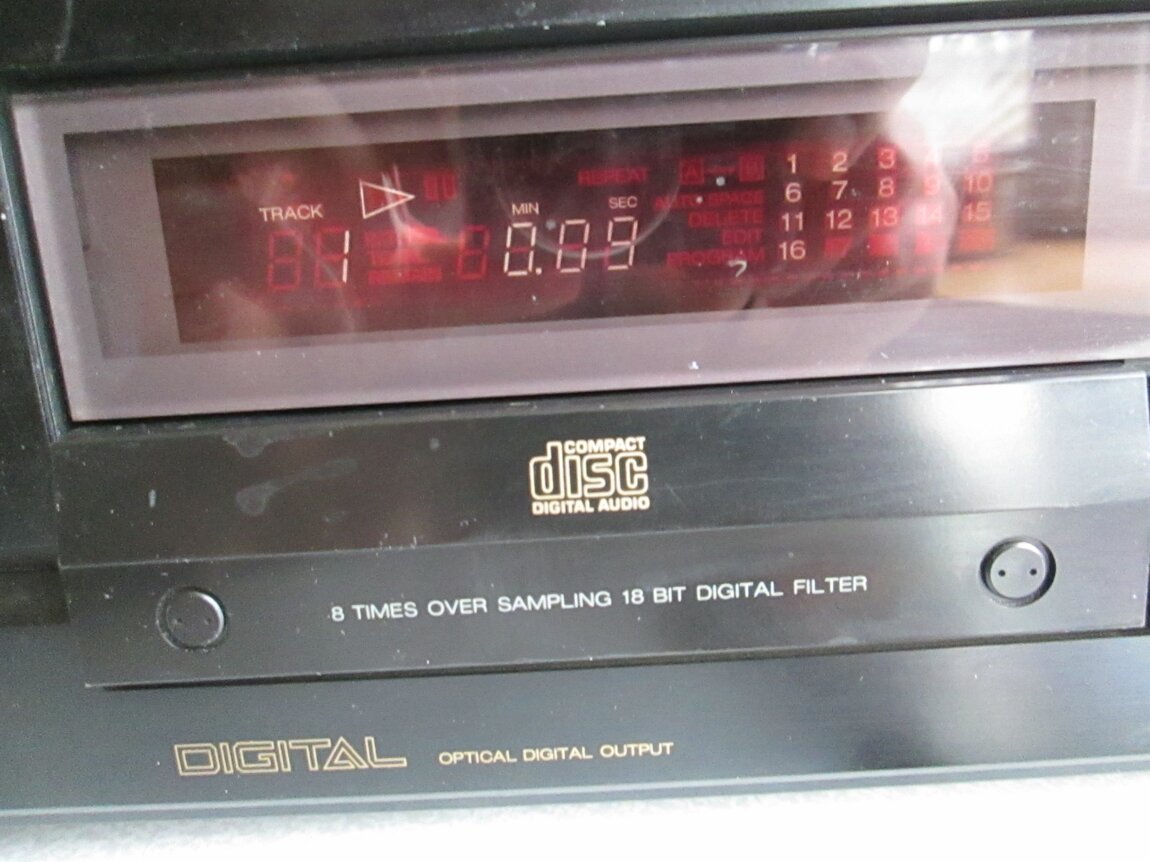 TRACK 1
MIN SEC
0.09
REPEAT A B
AUTO SPACE
DELETE
EDIT
PROGRAM
1 2 3
6 7 8 9 10
11 12 13 14 15
16
COMPACT
disc
DIGITAL AUDIO
8 TIMES OVER SAMPLING 18 BIT DIGITAL FILTER
DIGITAL OPTICAL DIGITAL OUTPUT